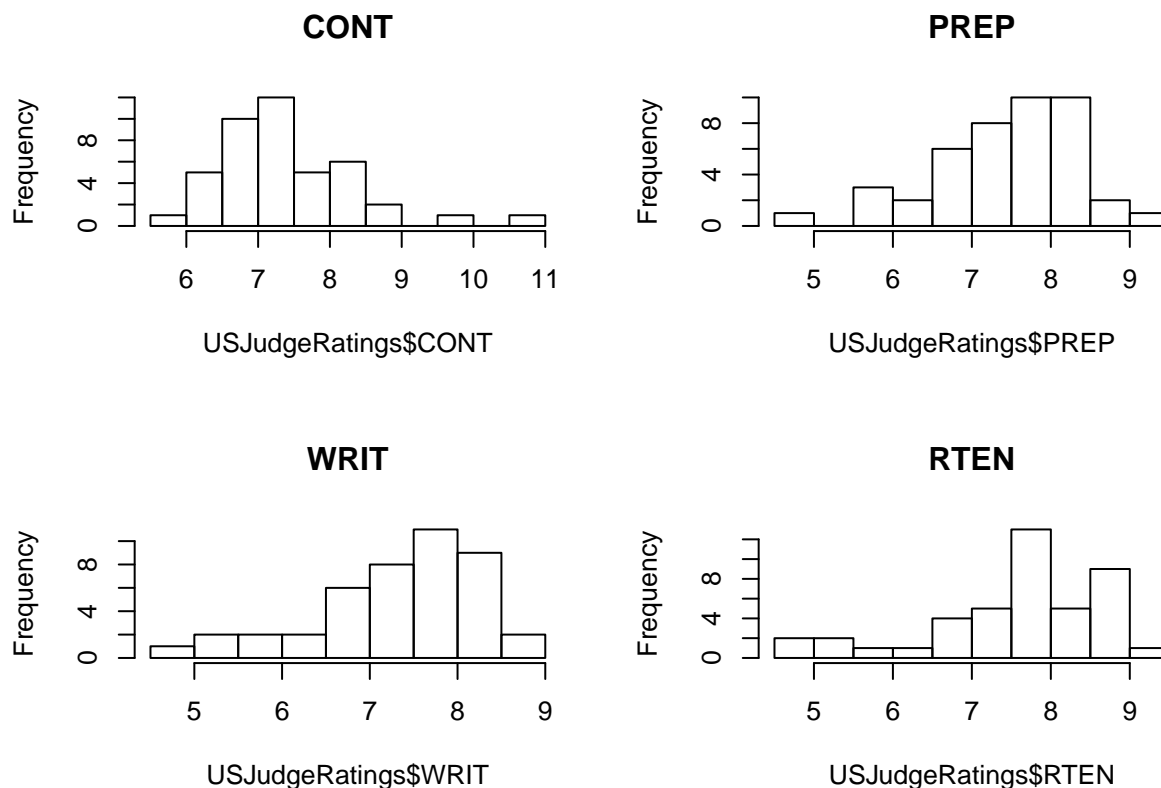 CONT
Frequency
0 4 8
6 7 8 9 10 11
USJudgeRatings$CONT
PREP
Frequency
0 4 8
5 6 7 8 9
USJudgeRatings$PREP
WRIT
Frequency
0 4 8
5 6 7 8 9
USJudgeRatings$WRIT
RTEN
Frequency
0 4 8
5 6 7 8 9
USJudgeRatings$RTEN